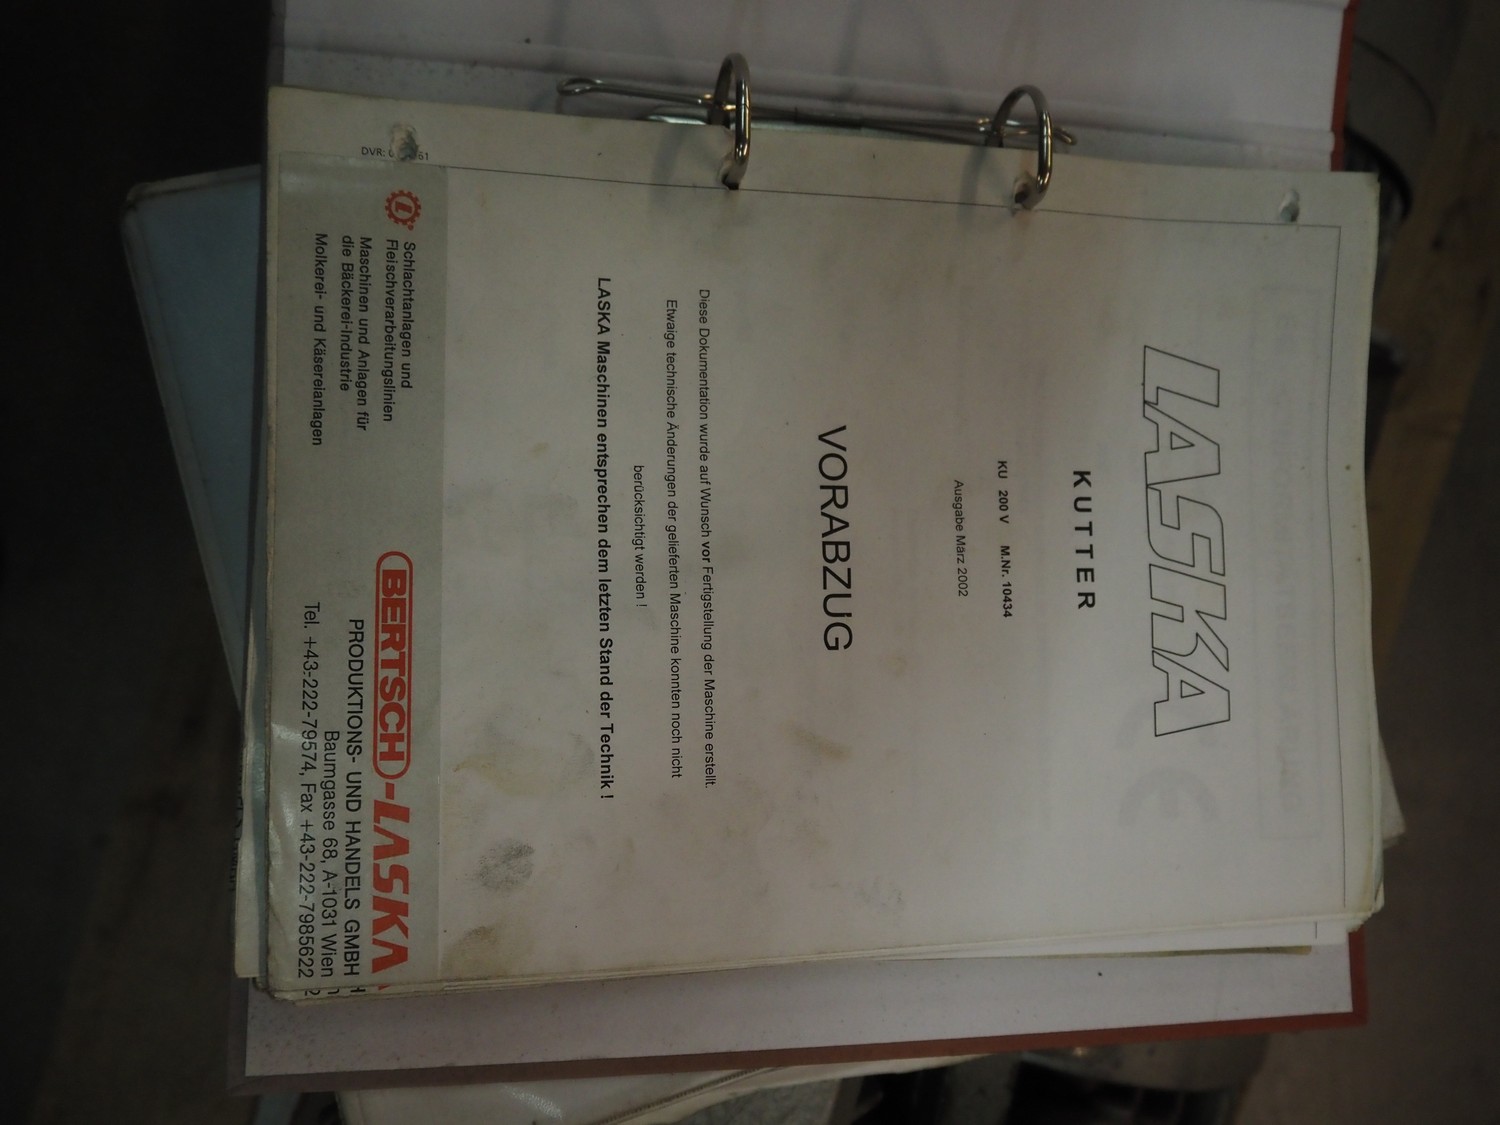 LASKA
KUTTER
KU 200 V M.Nr. 10434
Ausgabe März 2002
VORABZUG
Diese Dokumentation wurde auf Wunsch vor Fertigstellung der Maschine erstellt.
Etwaige technische Änderungen der gelieferten Maschine konnten noch nicht
berücksichtigt werden !
LASKA Maschinen entsprechen dem letzten Stand der Technik !
Schlachtanlagen und
Fleischverarbeitungslinien
Maschinen und Anlagen für
die Bäckerei-Industrie
Molkerei- und Käsereianlagen
BERTSCH-LASKA
PRODUKTIONS- UND HANDELS GMBH
Baumgasse 68, A-1031 Wien
Tel. +43-222-79574, Fax +43-222-7985622
DVR: